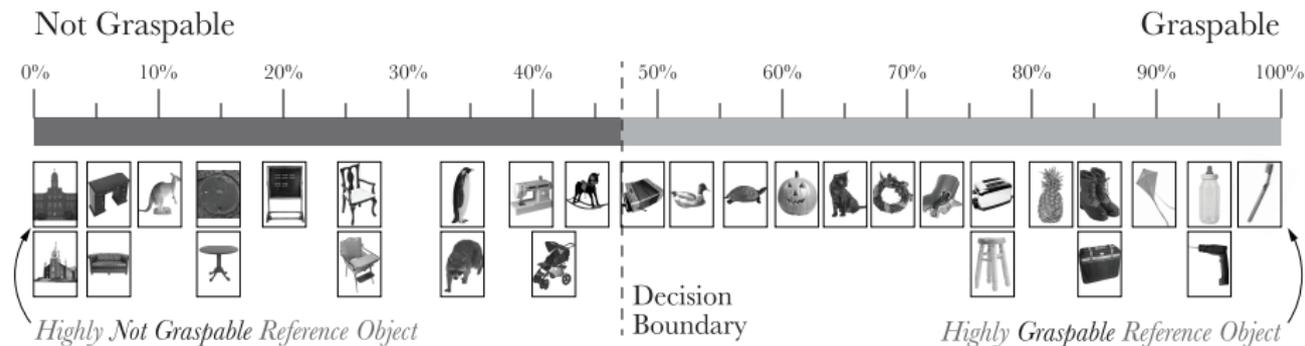 Not Graspable Graspable
0% 10% 20% 30% 40% 50% 60% 70% 80% 90% 100%
Decision
Boundary
Highly Not Graspable Reference Object Highly Graspable Reference Object